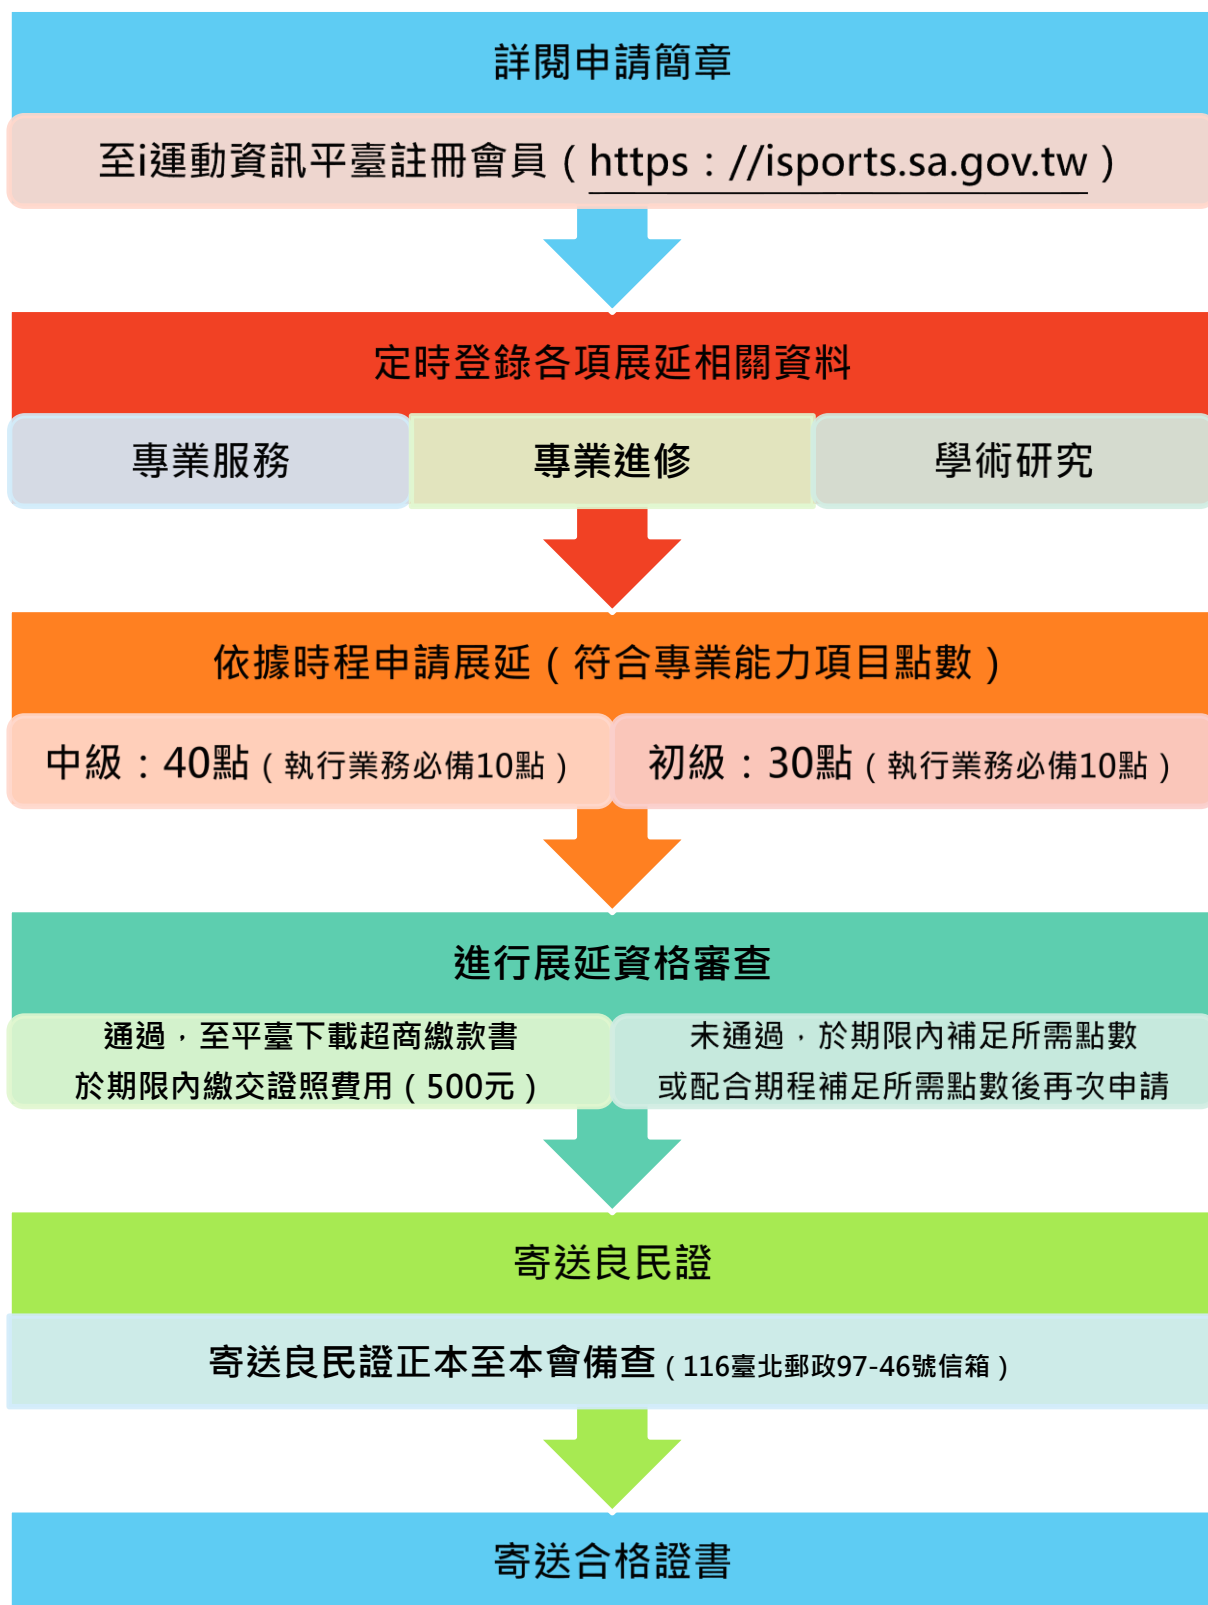 詳閱申請簡章
至i運動資訊平臺註冊會員（https：//isports.sa.gov.tw）
定時登錄各項展延相關資料
專業服務
專業進修
學術研究
依據時程申請展延（符合專業能力項目點數）
中級：40點（執行業務必備10點）
初級：30點（執行業務必備10點）
進行展延資格審查
通過，至平臺下載超商繳款書
於期限內繳交證照費用（500元）
未通過，於期限內補足所需點數
或配合期程補足所需點數後再次申請
寄送良民證
寄送良民證正本至本會備查（116臺北郵政97-46號信箱）
寄送合格證書